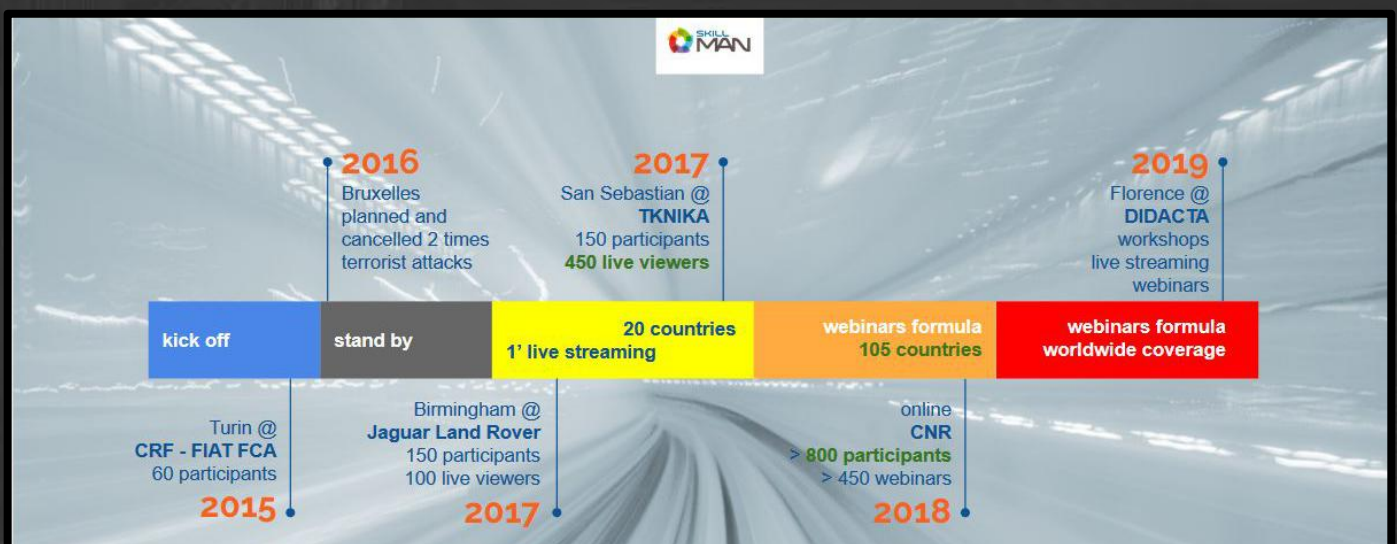 SKILL
MAN
2016
Bruxelles
planned and
cancelled 2 times
terrorist attacks
2017
San Sebastian @
TKNIKA
150 participants
450 live viewers
2019
Florence @
DIDACTA
workshops
live streaming
webinars
kick off
stand by
20 countries
1’ live streaming
webinars formula
105 countries
webinars formula
worldwide coverage
Turin @
CRF - FIAT FCA
60 participants
2015
Birmingham @
Jaguar Land Rover
150 participants
100 live viewers
2017
online
CNR
> 800 participants
> 450 webinars
2018